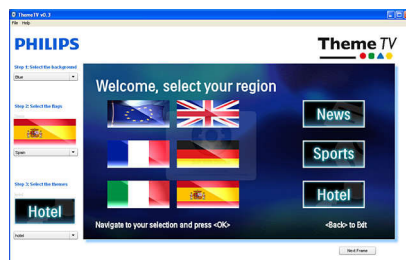 ThemeTV v0.3
File Help
PHILIPS
Theme TV
Step 1: Select the background
Blue
Step 2: Select the flags
Spain
Step 3: Select the themes
Hotel
hotel
Welcome, select your region
News
Sports
Hotel
Navigate to your selection and press <OK>
<Back> to Exit
Next Frame